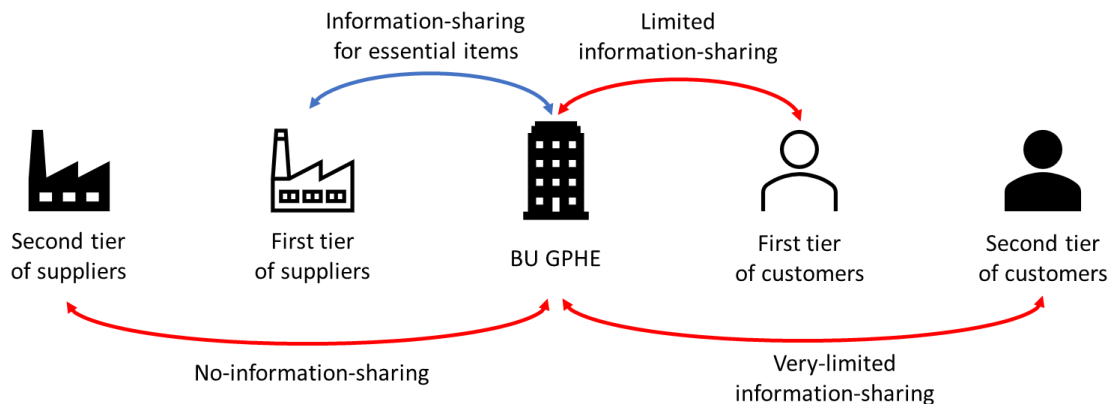 Information-sharing
for essential items
Limited
information-sharing
Second tier
of suppliers
First tier
of suppliers
BU GPHE
First tier
of customers
Second tier
of customers
No-information-sharing
Very-limited
information-sharing